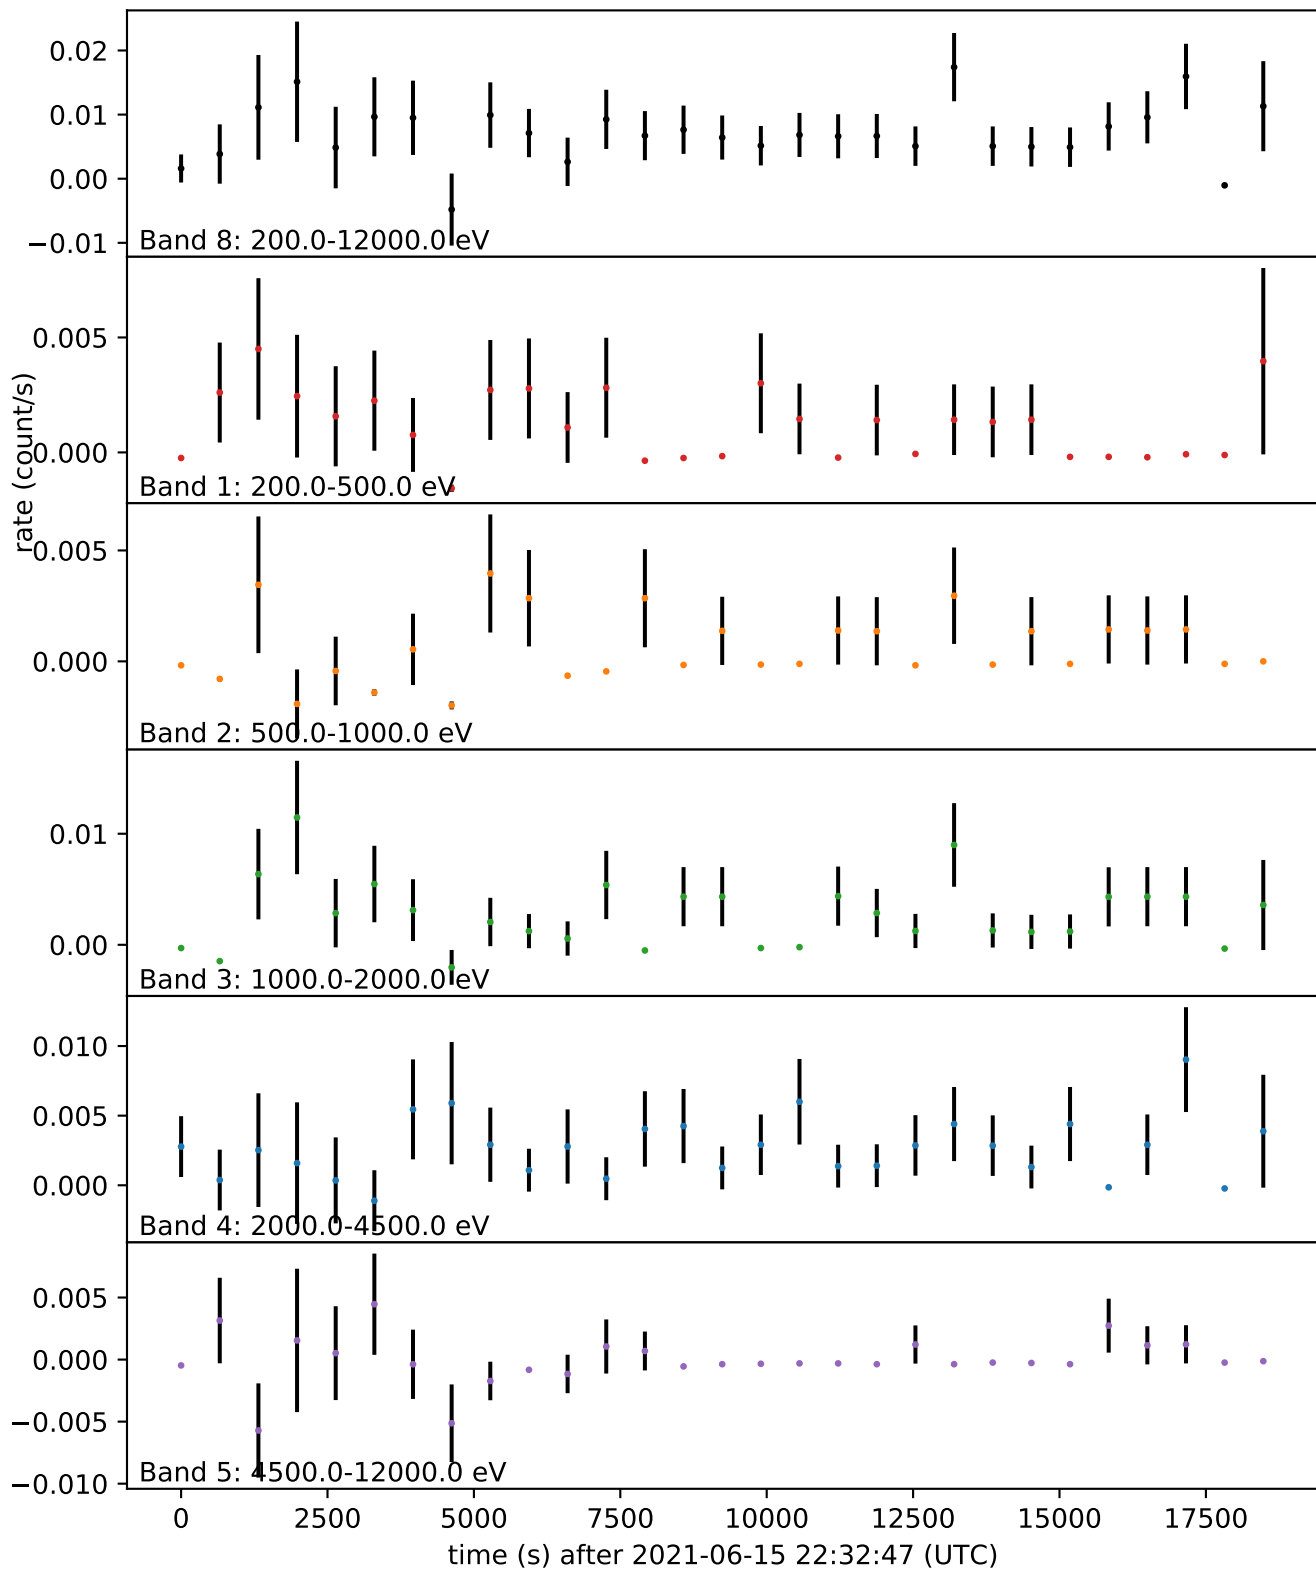 0.02
0.01
0.00
−0.01
Band 8: 200.0-12000.0 eV
0.005
0.000
Band 1: 200.0-500.0 eV
rate (count/s)
0.005
0.000
Band 2: 500.0-1000.0 eV
0.01
0.00
Band 3: 1000.0-2000.0 eV
0.010
0.005
0.000
Band 4: 2000.0-4500.0 eV
0.005
0.000
−0.005
−0.010
Band 5: 4500.0-12000.0 eV
0 2500 5000 7500 10000 12500 15000 17500
time (s) after 2021-06-15 22:32:47 (UTC)